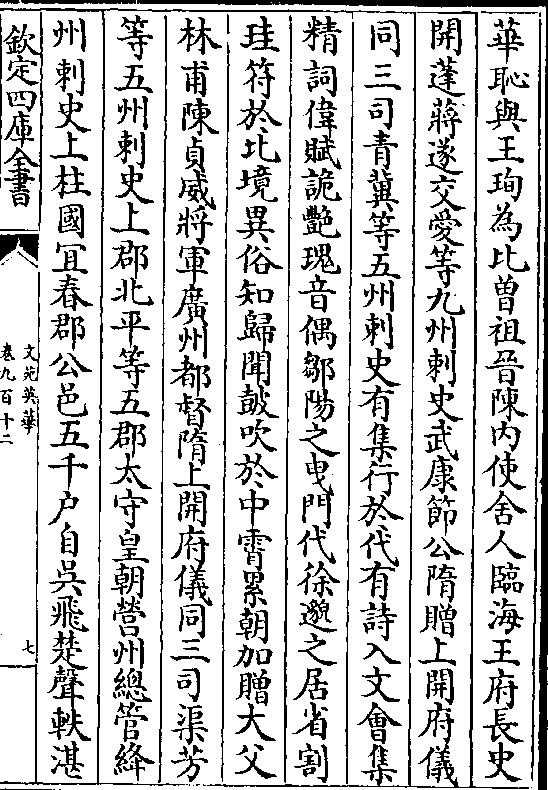 華恥與王珣為比曽祖晉陳内使舎人臨海王府長史
開蓬蔣遂交愛等九州刺史武康節公隋贈上開府儀
同三司青冀等五州刺史有集行於代有詩入文會集
精詞偉賦詭艷瑰音偶鄒陽之曳門代徐邈之居省割
珪符於北境異俗知歸聞鼓吹於中霄累朝加贈大父
林甫陳貞威將軍廣州都督隋上開府儀同三司渠芳
等五州刺史上郡北平等五郡太守皇朝營州總管絳
州刺史上柱國冝春郡公邑五千户自吳飛楚聲軼湛
欽定四庫全書
文苑英華
卷九百十二
七